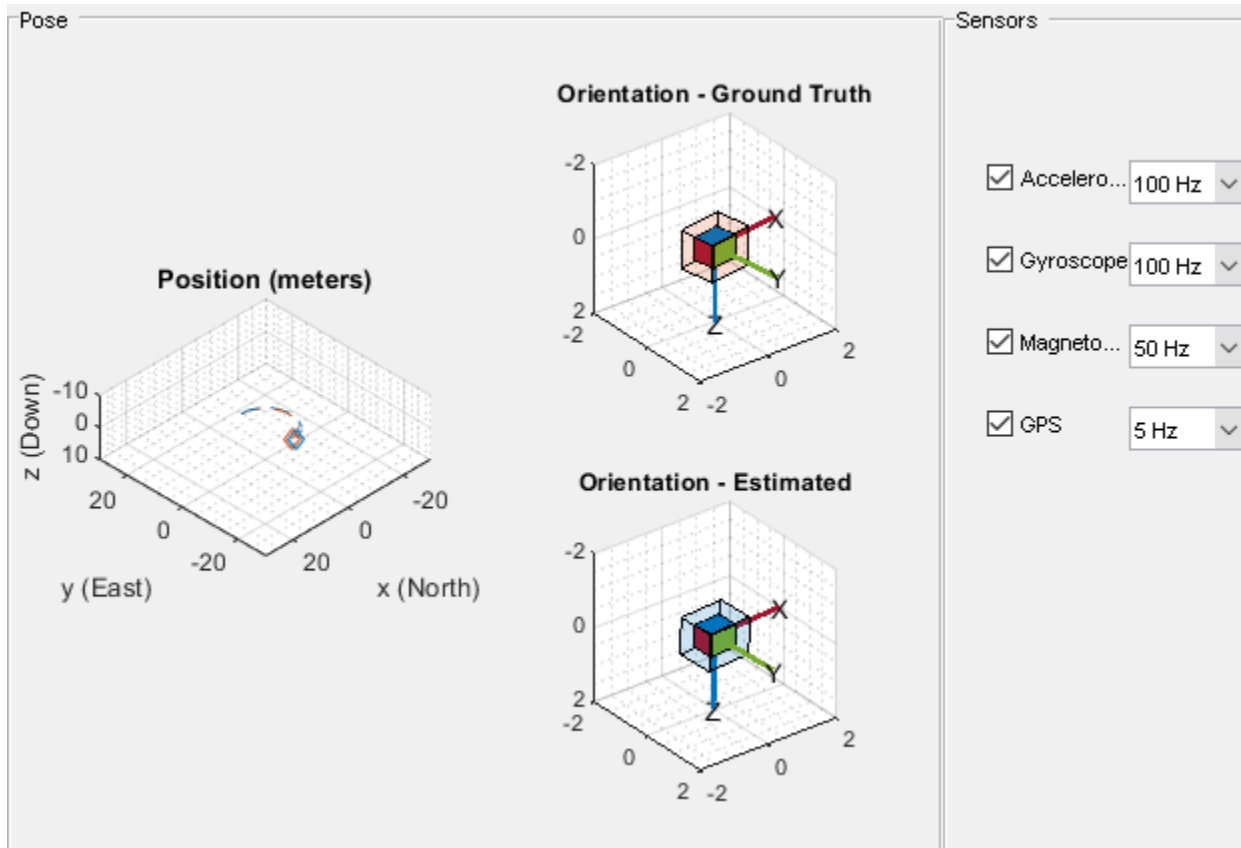 Pose
Orientation - Ground Truth
-2
0
2
X
Y
Z
-2
0
2
-2
0
2
Position (meters)
z (Down)
-10
0
10
20
0
-20
y (East)
-20
0
20
x (North)
Orientation - Estimated
-2
0
2
X
Y
Z
-2
0
2
-2
0
2
Sensors
Accelero... 100 Hz
Gyroscope 100 Hz
Magneto... 50 Hz
GPS 5 Hz